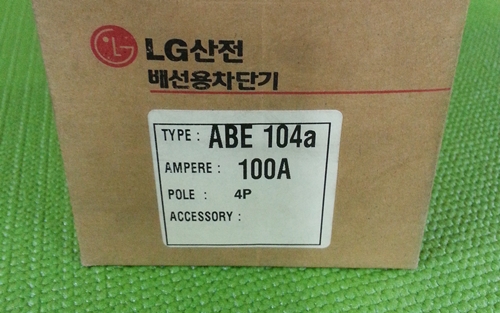 LG산전
배선용차단기
TYPE : ABE 104a
AMPERE : 100A
POLE : 4P
ACCESSORY :